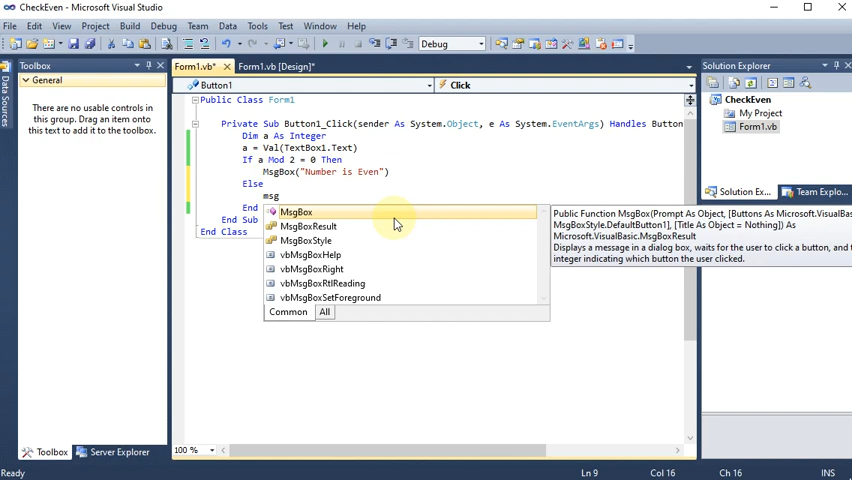 CheckEven - Microsoft Visual Studio
File Edit View Project Build Debug Team Data Tools Test Window Help
Debug
Toolbox
Form1.vb*
Form1.vb [Design]*
Solution Explorer
General
Button1
Click
There are no usable controls in
this group. Drag an item onto
this text to add it to the toolbox.
Data Sources
Public Class Form1
Private Sub Button1_Click(sender As System.Object, e As System.EventArgs) Handles Button
Dim a As Integer
a = Val(TextBox1.Text)
If a Mod 2 = 0 Then
MsgBox("Number is Even")
Else
msg
End
End Sub
End Class
MsgBox
MsgBoxResult
MsgBoxStyle
vbMsgBoxHelp
vbMsgBoxRight
vbMsgBoxRtlReading
vbMsgBoxSetForeground
Common All
Public Function MsgBox(Prompt As Object, [Buttons As Microsoft.VisualBas
MsgBoxStyle.DefaultButton1], [Title As Object = Nothing]) As
Microsoft.VisualBasic.MsgBoxResult
Displays a message in a dialog box, waits for the user to click a button, and
integer indicating which button the user clicked.
CheckEven
My Project
Form1.vb
Solution Ex... Team Explo...
100 %
Toolbox Server Explorer
Ready Ln 9 Col 16 Ch 16 INS